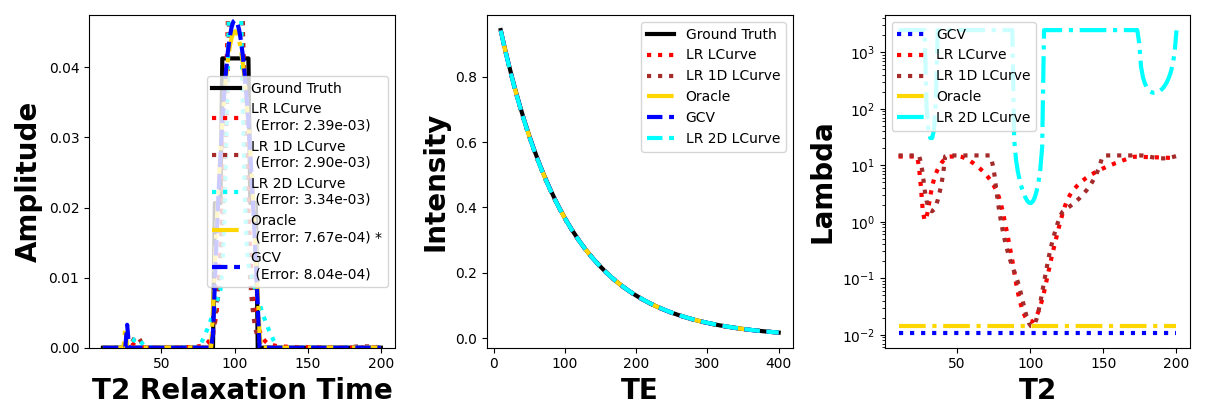 Amplitude
0.04
0.03
0.02
0.01
0.00
50
100
150
200
T2 Relaxation Time
Ground Truth
LR LCurve
(Error: 2.39e-03)
LR 1D LCurve
(Error: 2.90e-03)
LR 2D LCurve
(Error: 3.34e-03)
Oracle
(Error: 7.67e-04) *
GCV
(Error: 8.04e-04)
Intensity
0.8
0.6
0.4
0.2
0.0
0
100
200
300
400
TE
Ground Truth
LR LCurve
LR 1D LCurve
Oracle
GCV
LR 2D LCurve
Lambda
10³
10²
10¹
10⁰
10⁻¹
10⁻²
50
100
150
200
T2
GCV
LR LCurve
LR 1D LCurve
Oracle
LR 2D LCurve